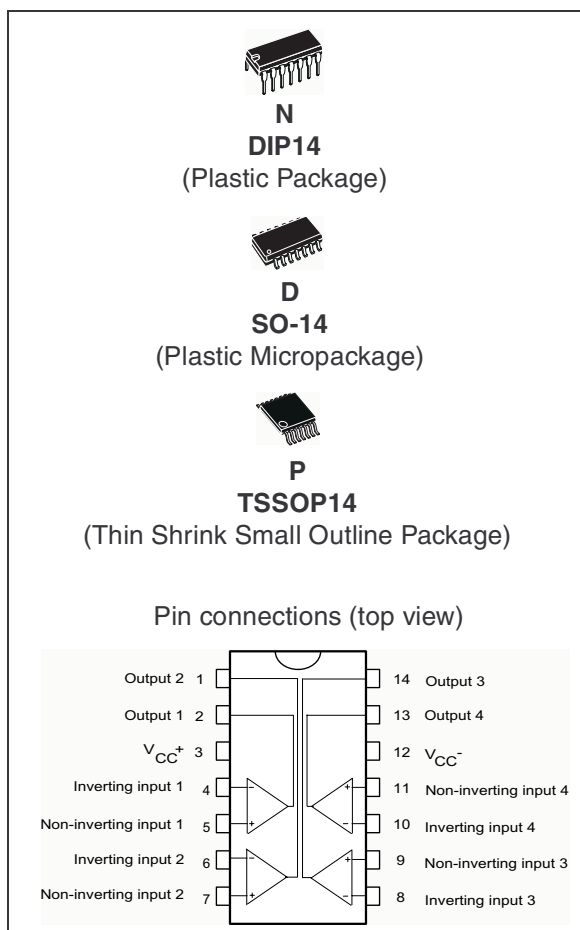 N
DIP14
(Plastic Package)
D
SO-14
(Plastic Micropackage)
P
TSSOP14
(Thin Shrink Small Outline Package)
Pin connections (top view)
Output 2 1 14 Output 3
Output 1 2 13 Output 4
VCC+ 3 12 VCC-
Inverting input 1 4 - + 11 Non-inverting input 4
Non-inverting input 1 5 + - 10 Inverting input 4
Inverting input 2 6 - + 9 Non-inverting input 3
Non-inverting input 2 7 + - 8 Inverting input 3